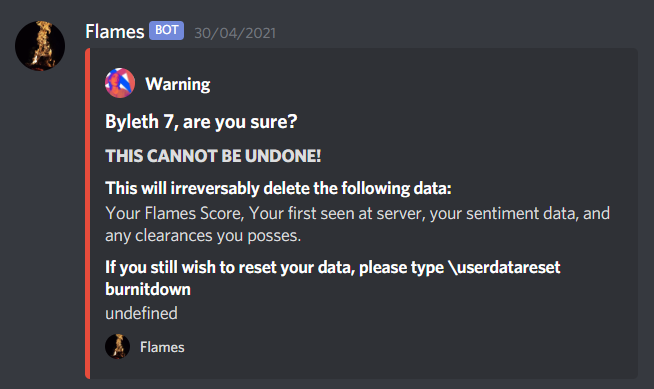 Flames BOT 30/04/2021
Warning
Byleth 7, are you sure?
THIS CANNOT BE UNDONE!
This will irreversably delete the following data:
Your Flames Score, Your first seen at server, your sentiment data, and
any clearances you posses.
If you still wish to reset your data, please type \userdatareset
burnitdown
undefined
Flames